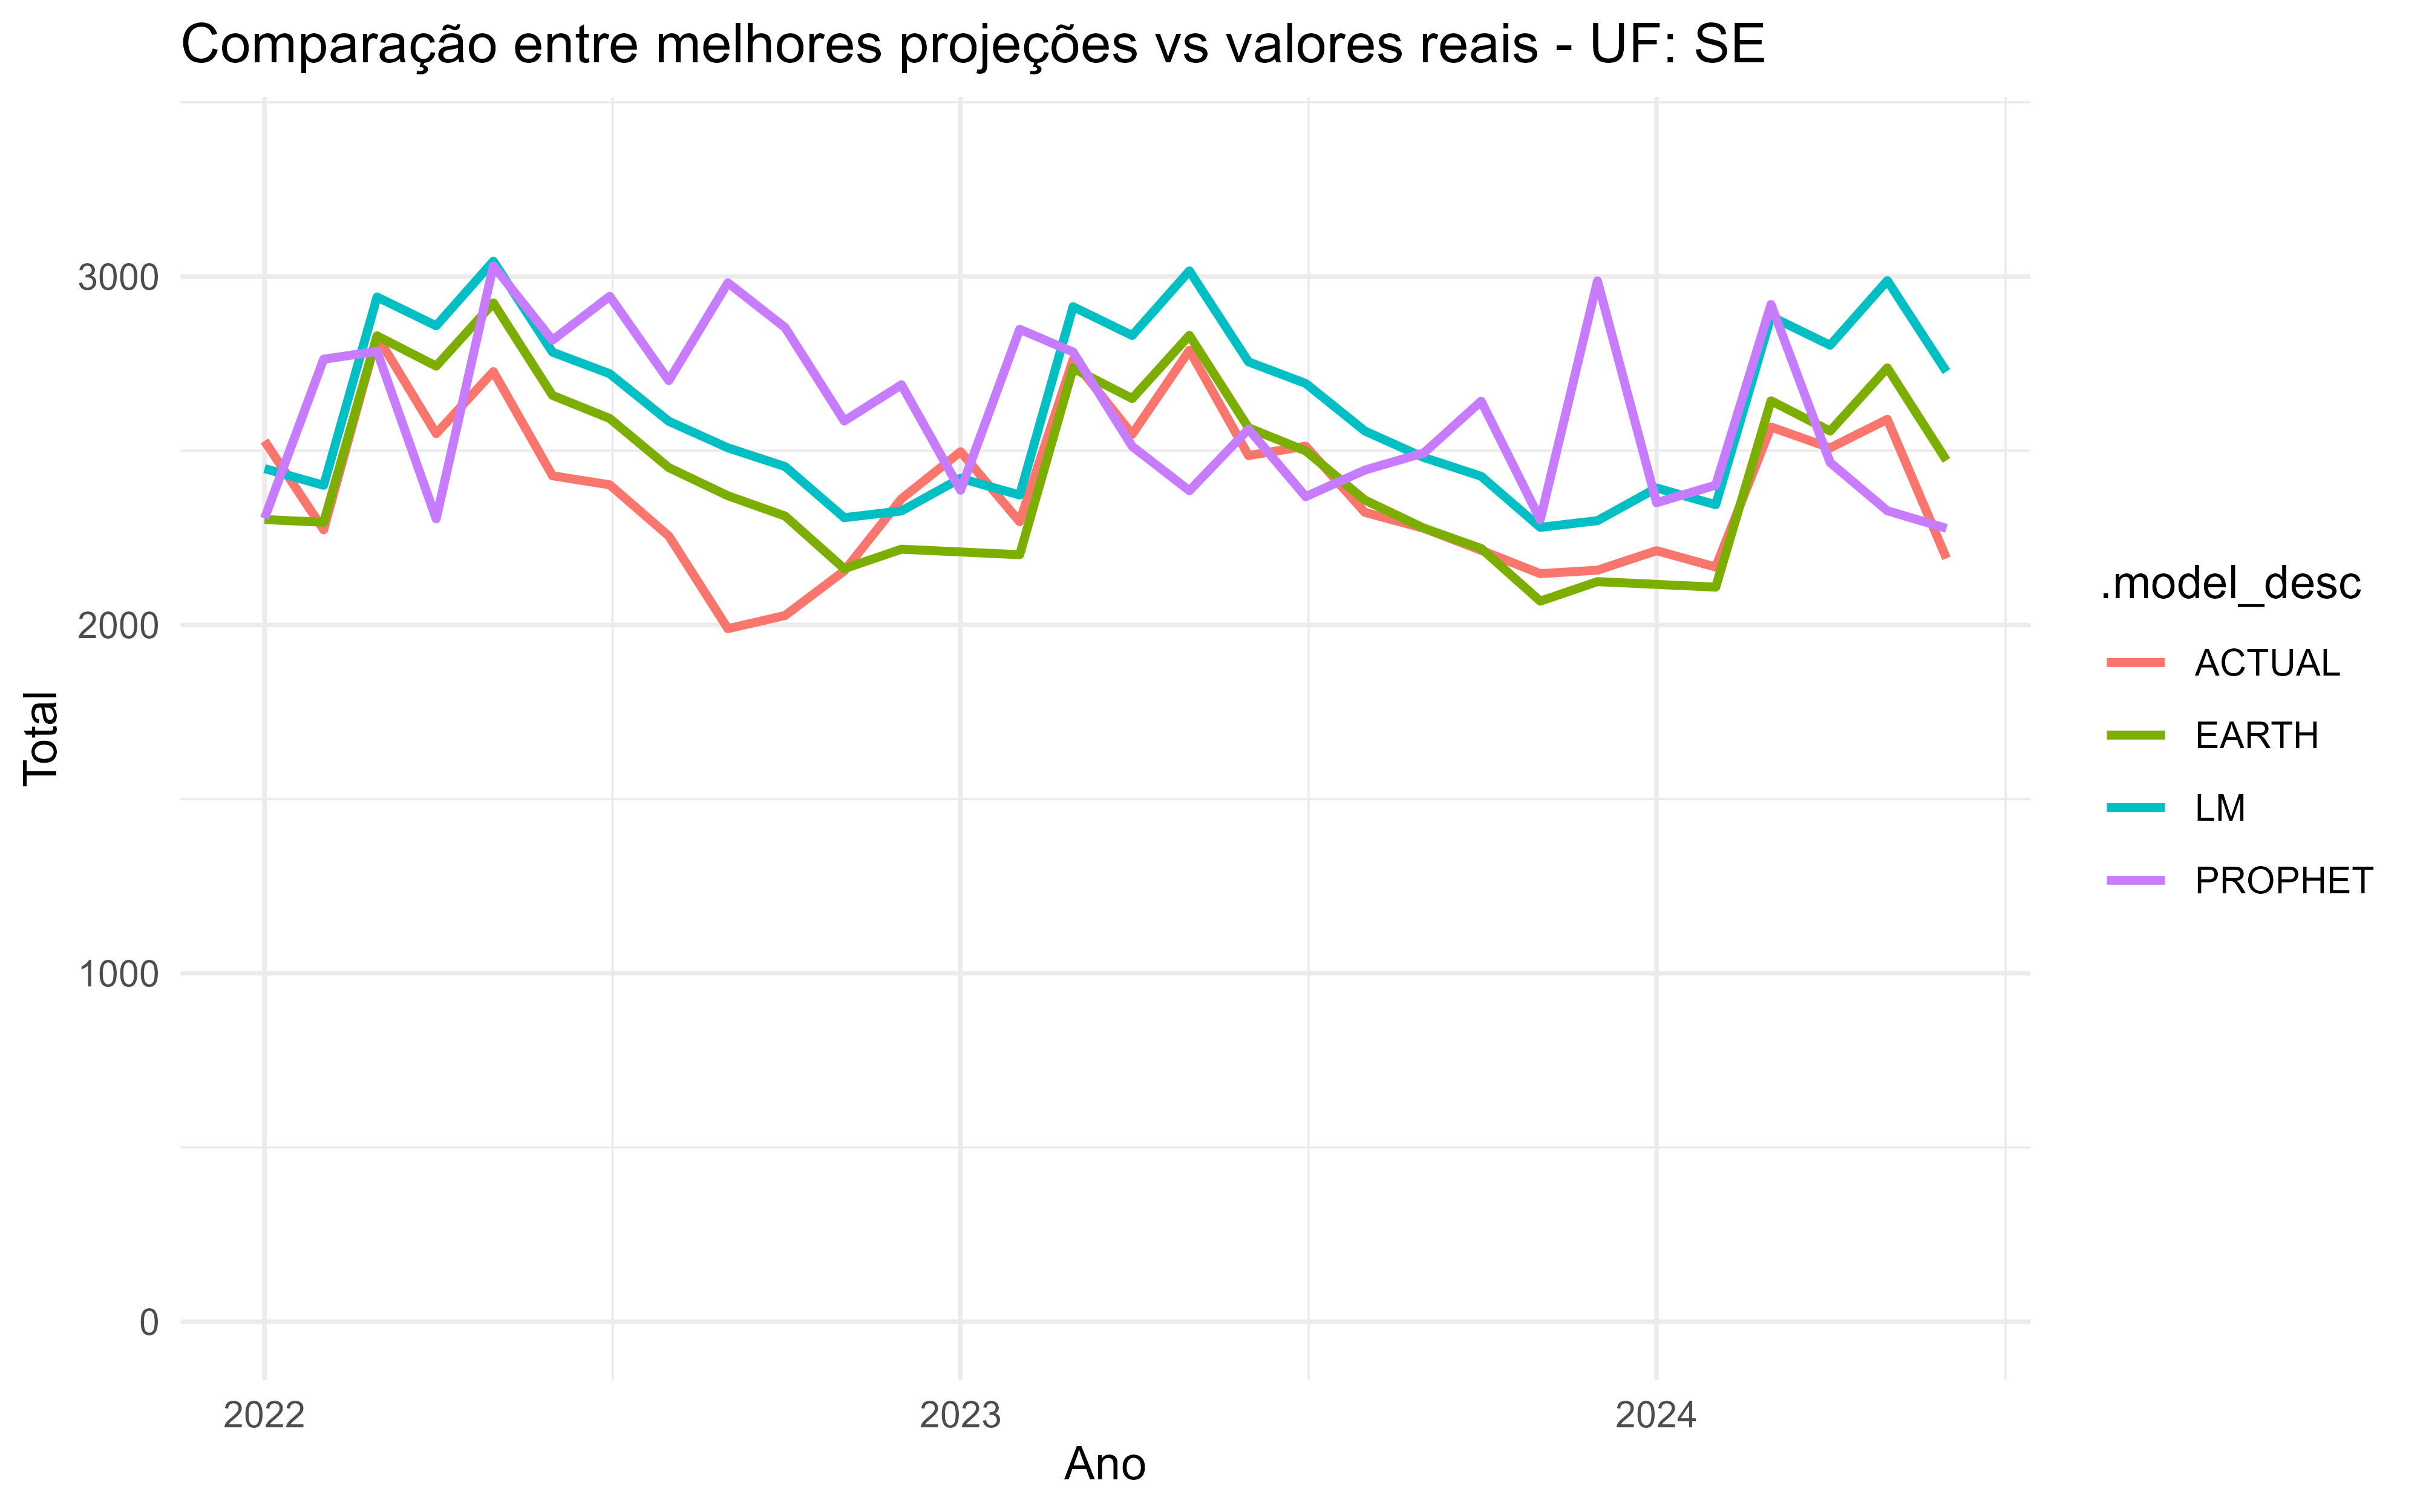 Comparação entre melhores projeções vs valores reais - UF: SE
3000
2000
1000
0
Total
2022
2023
2024
Ano
.model_desc
ACTUAL
EARTH
LM
PROPHET